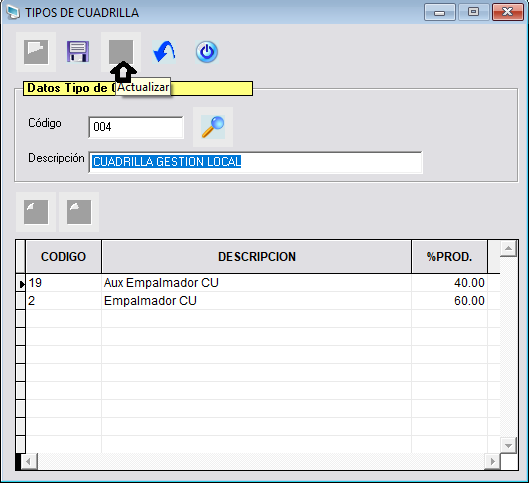 TIPOS DE CUADRILLA
Datos Tipo de C
Actualizar
Código 004
Descripción CUADRILLA GESTION LOCAL
CODIGO DESCRIPCION %PROD.
19 Aux Empalmador CU 40.00
2 Empalmador CU 60.00